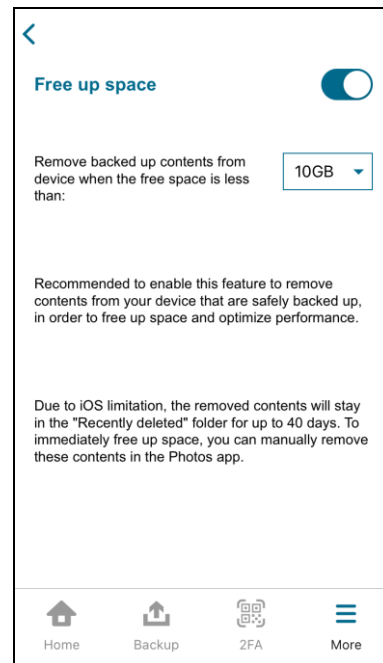 Free up space
Remove backed up contents from
device when the free space is less
than:
10GB
Recommended to enable this feature to remove
contents from your device that are safely backed up,
in order to free up space and optimize performance.
Due to iOS limitation, the removed contents will stay
in the "Recently deleted" folder for up to 40 days. To
immediately free up space, you can manually remove
these contents in the Photos app.
Home Backup 2FA More